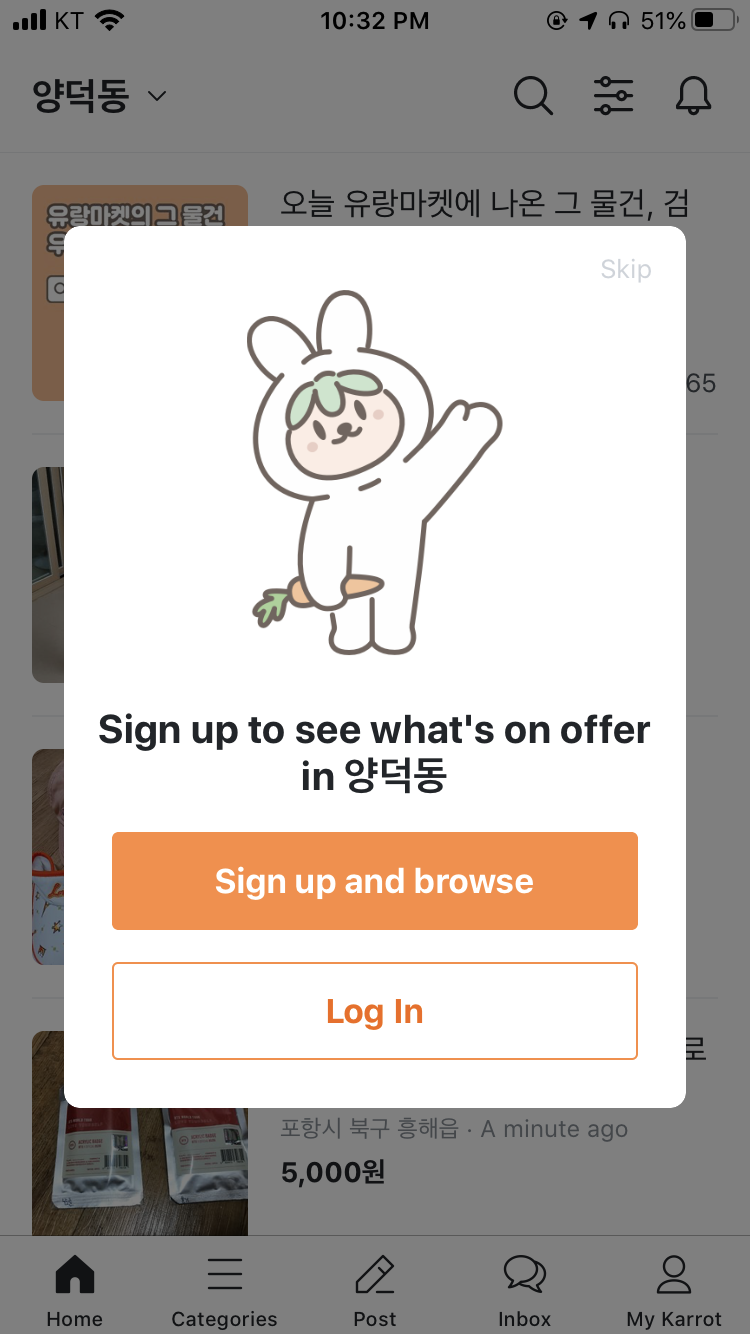 KT
10:32 PM
51%
양덕동
유랑마켓의 그 물건
오늘 유랑마켓에 나온 그 물건, 검
65
Skip
Sign up to see what's on offer
in 양덕동
Sign up and browse
Log In
로
포항시 북구 흥해읍 · A minute ago
5,000원
Home
Categories
Post
Inbox
My Karrot